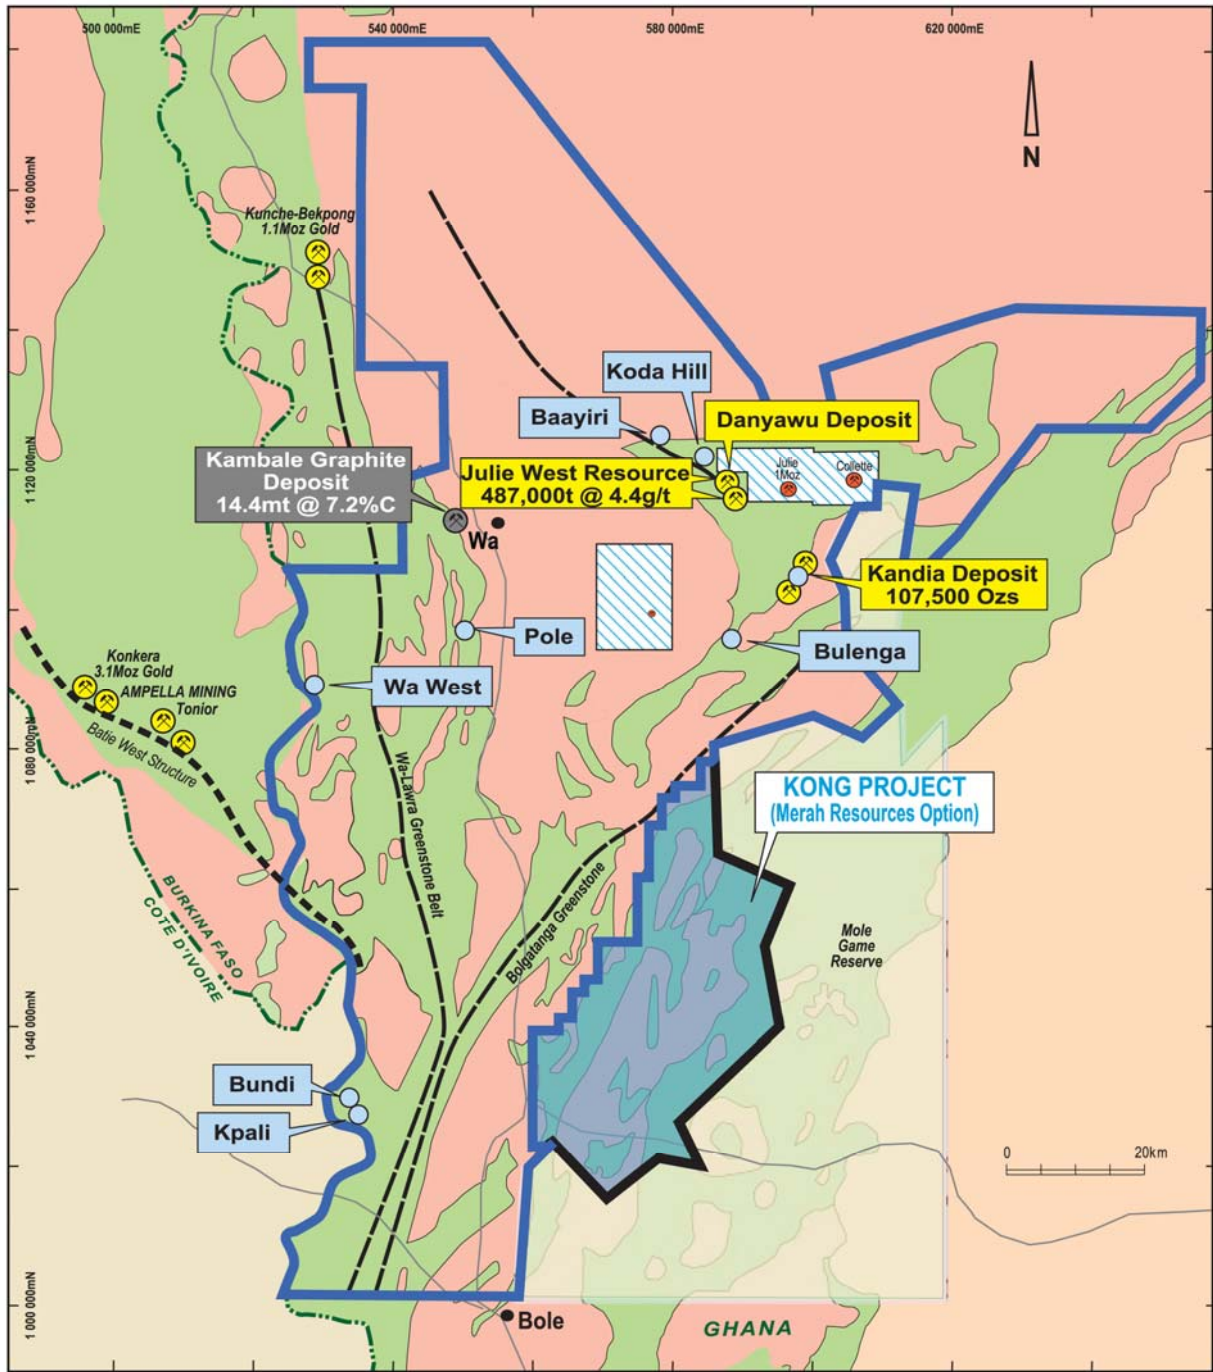 500 000mE
540 000mE
580 000mE
620 000mE
N
1 160 000mN
Kunche-Bekpong
1.1Moz Gold
Koda Hill
Baayiri
Danyawu Deposit
Kambale Graphite
Deposit
14.4mt @ 7.2%C
Julie West Resource
487,000t @ 4.4g/t
Julie
1Moz
Collette
1 120 000mN
Wa
Kandia Deposit
107,500 Ozs
Pole
Bulenga
Wa West
Konkera
3.1Moz Gold
AMPELLA MINING
Tonior
Batie West Structure
1 080 000mN
Wa-Lawra Greenstone Belt
KONG PROJECT
(Merah Resources Option)
Bolgatanga Greenstone
BURKINA FASO
COTE D'IVOIRE
Mole
Game
Reserve
1 040 000mN
Bundi
Kpali
0 20km
1 000 000mN
Bole
GHANA